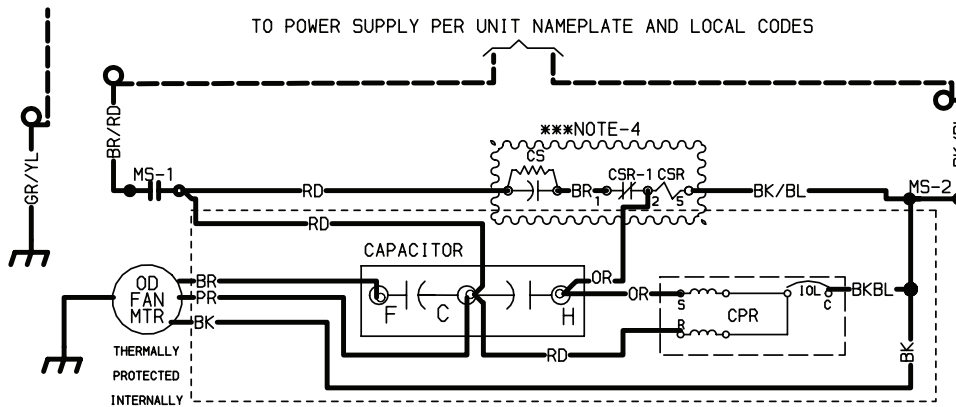 TO POWER SUPPLY PER UNIT NAMEPLATE AND LOCAL CODES
GR/YL
BR/RD
***NOTE-4
BK/BL
CS
MS-1
RD
BR
CSR-1
CSR
1
2
5
BK/BL
MS-2
RD
CAPACITOR
OR
OD
FAN
MTR
BR
PR
BK
F
C
H
OR
S
R
IOL
C
CPR
BKBL
RD
BK
THERMALLY
PROTECTED
INTERNALLY